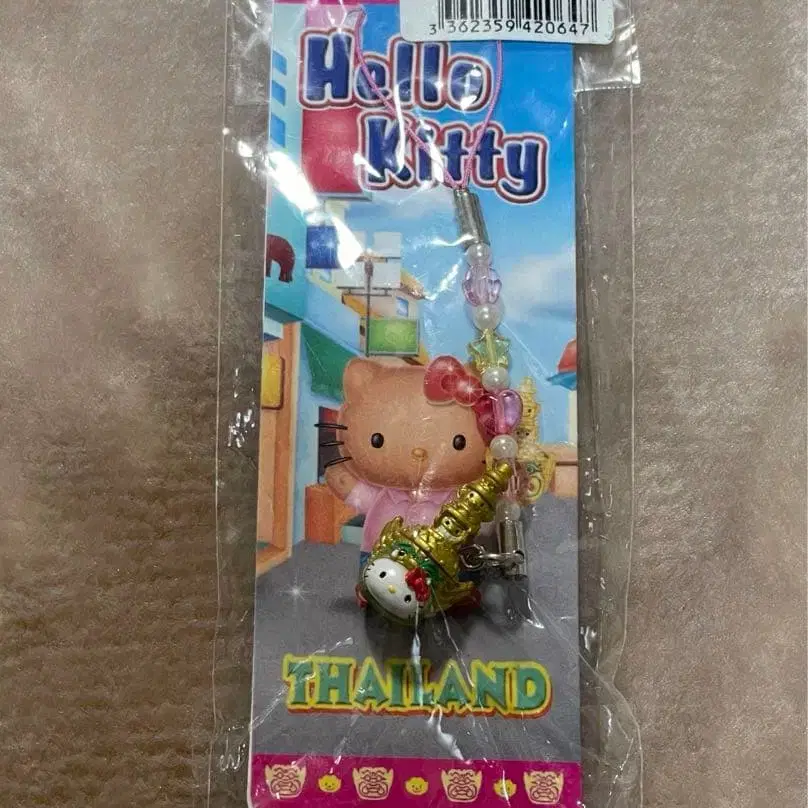 3 362359 420647
Hello
Kitty
THAILAND